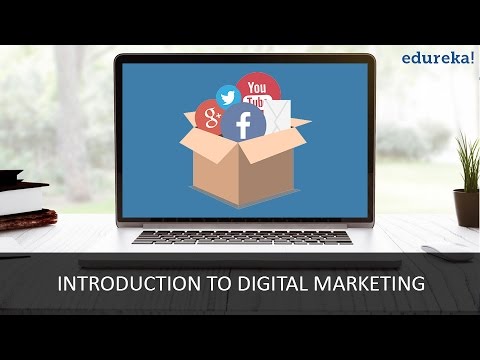 edureka!
You
Tube
g+
f
INTRODUCTION TO DIGITAL MARKETING